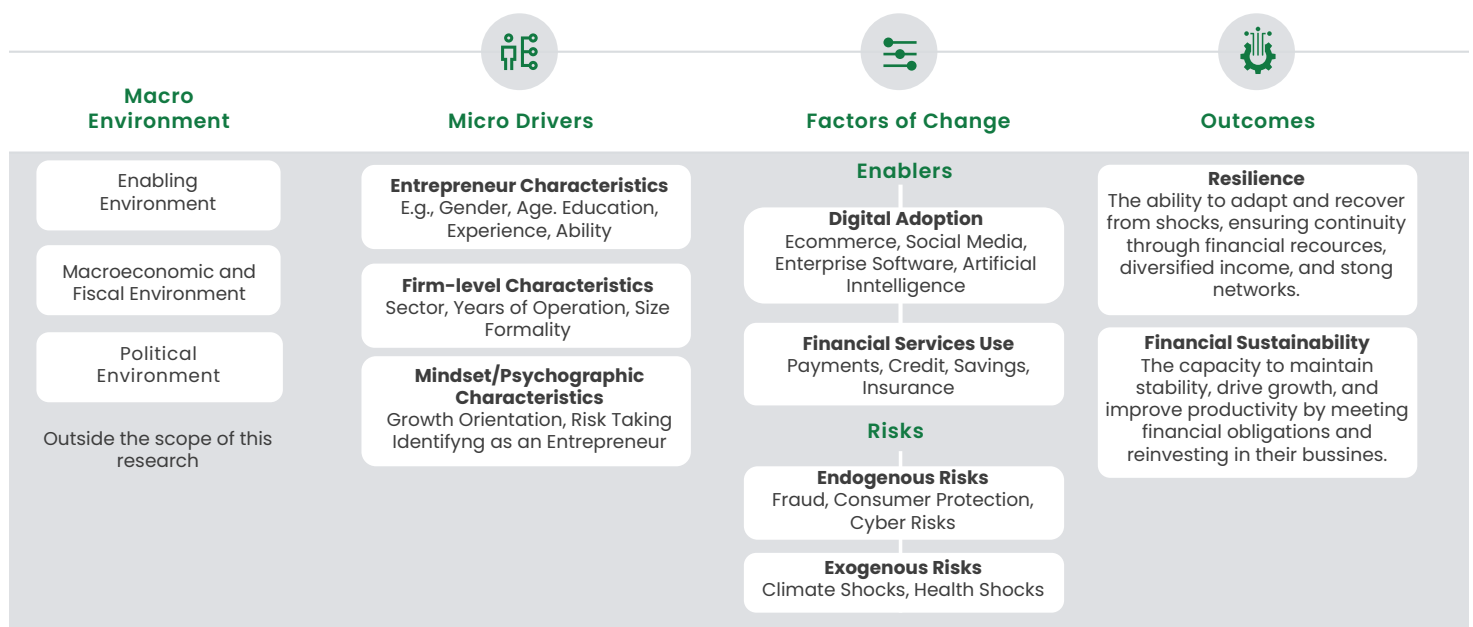 Macro
Environment
Enabling
Environment
Macroeconomic and
Fiscal Environment
Political
Environment
Outside the scope of this
research
Micro Drivers
Entrepreneur Characteristics
E.g., Gender, Age. Education,
Experience, Ability
Firm-level Characteristics
Sector, Years of Operation, Size
Formality
Mindset/Psychographic
Characteristics
Growth Orientation, Risk Taking
Identifyng as an Entrepreneur
Factors of Change
Enablers
Digital Adoption
Ecommerce, Social Media,
Enterprise Software, Artificial
Inntelligence
Financial Services Use
Payments, Credit, Savings,
Insurance
Risks
Endogenous Risks
Fraud, Consumer Protection,
Cyber Risks
Exogenous Risks
Climate Shocks, Health Shocks
Outcomes
Resilience
The ability to adapt and recover
from shocks, ensuring continuity
through financial recources,
diversified income, and stong
networks.
Financial Sustainability
The capacity to maintain
stability, drive growth, and
improve productivity by meeting
financial obligations and
reinvesting in their bussines.